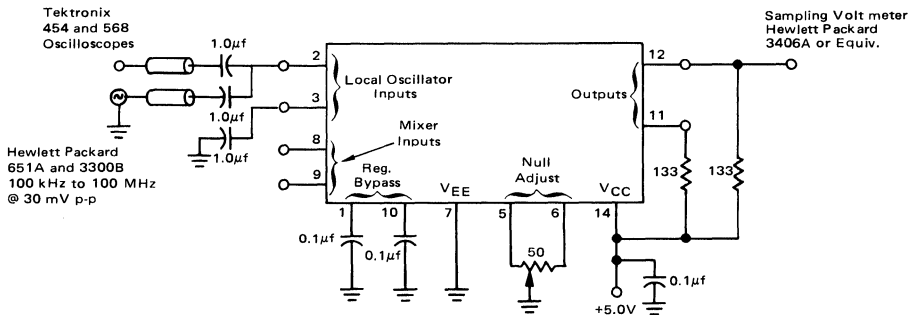 Tektronix
454 and 568
Oscilloscopes
1.0μf
1.0μf
1.0μf
Hewlett Packard
651A and 3300B
100 kHz to 100 MHz
@ 30 mV p-p
2
3
8
9
Local Oscillator
Inputs
Mixer
Inputs
Reg.
Bypass
VEE
Null
Adjust
VCC
Outputs
12
11
1
10
7
5
6
14
0.1μf
0.1μf
50
133
133
0.1μf
+5.0V
Sampling Volt meter
Hewlett Packard
3406A or Equiv.